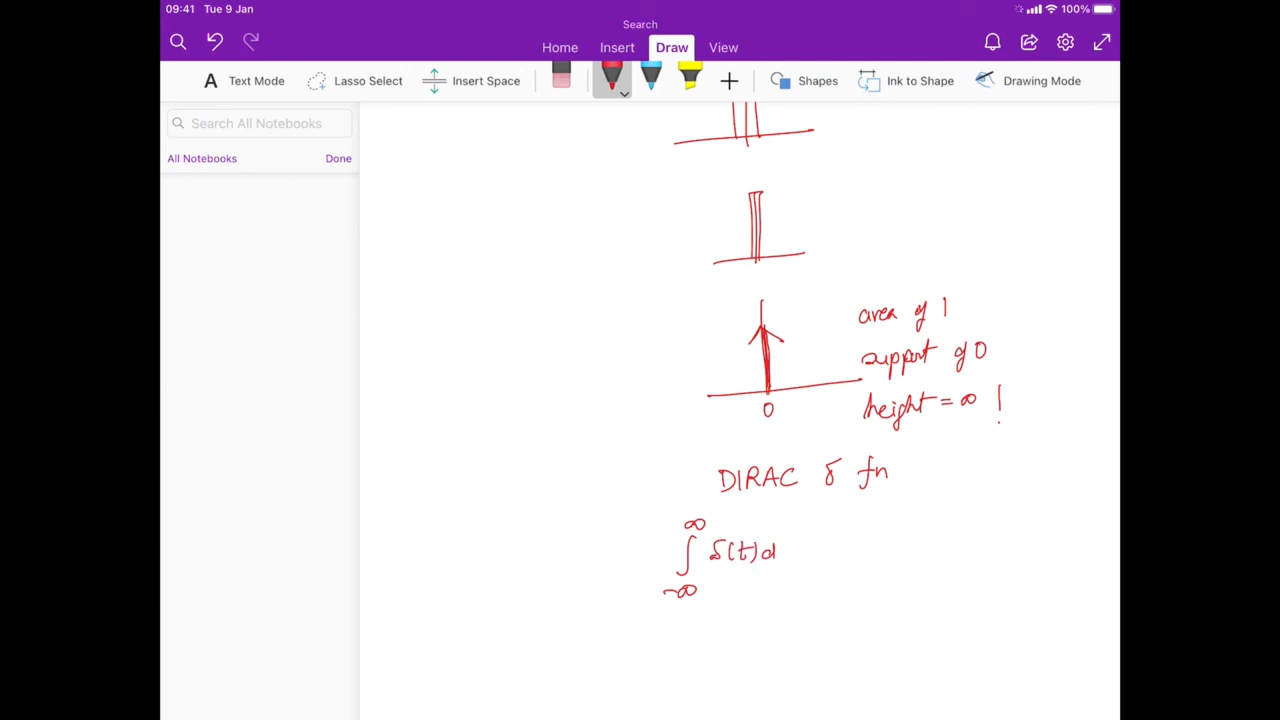 09:41 Tue 9 Jan
100%
Search
Home Insert Draw View
Text Mode Lasso Select Insert Space Shapes Ink to Shape Drawing Mode
Search All Notebooks
All Notebooks Done
area of 1
support of 0
height = ∞ !
0
DIRAC δ fn
∞
∫ δ(t)d
-∞